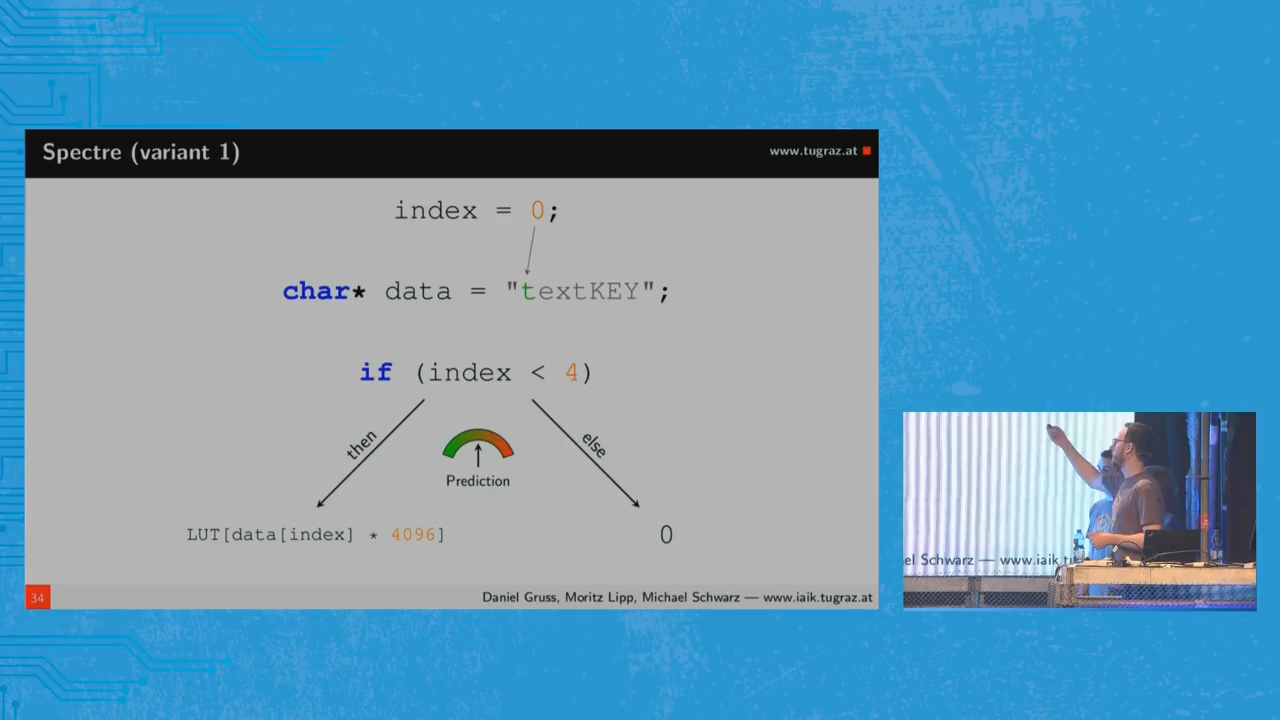 Spectre (variant 1)
www.tugraz.at
index = 0;
char* data = "textKEY";
if (index < 4)
then
else
Prediction
LUT[data[index] * 4096]
0
34
Daniel Gruss, Moritz Lipp, Michael Schwarz — www.iaik.tugraz.at
el Schwarz — www.iaik.tu